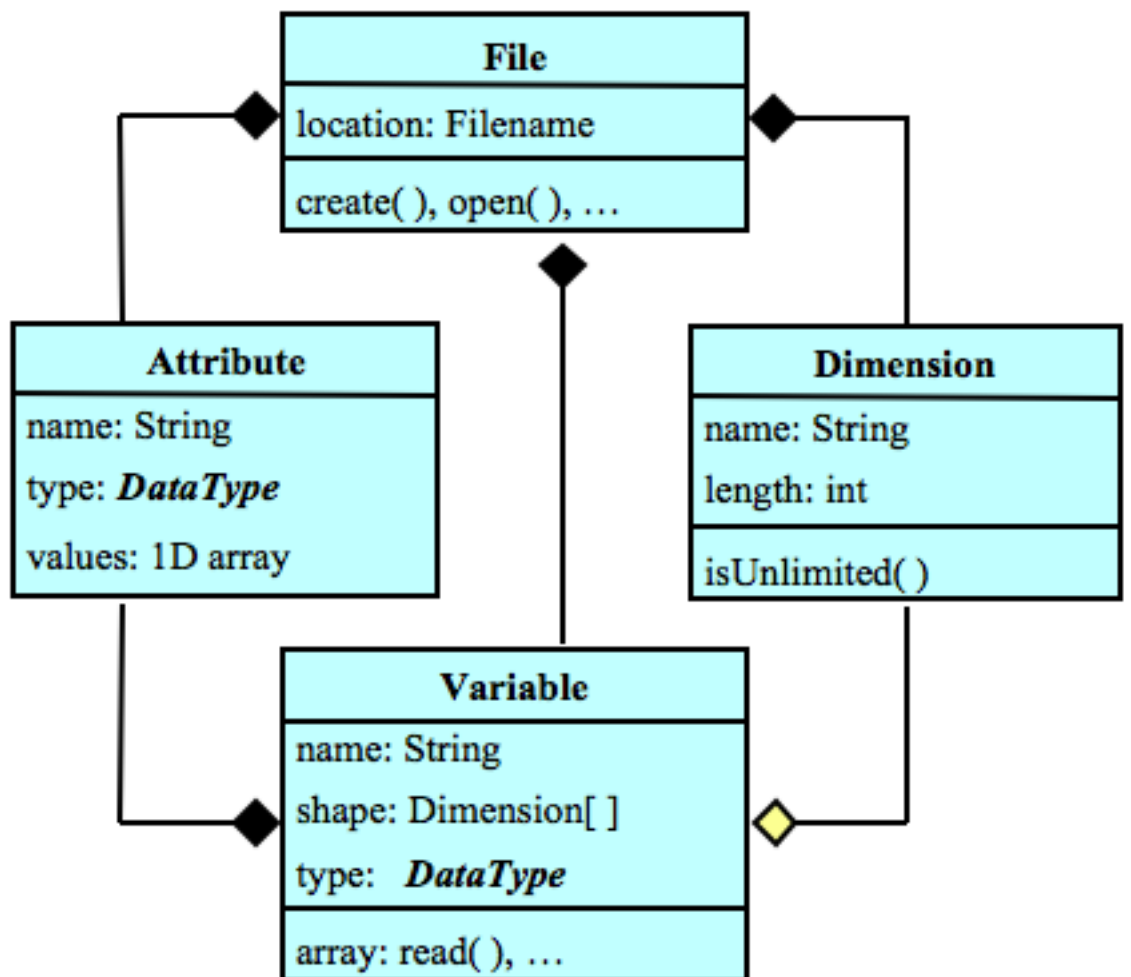 File
location: Filename
create( ), open( ), …
Attribute
name: String
type: DataType
values: 1D array
Dimension
name: String
length: int
isUnlimited( )
Variable
name: String
shape: Dimension[ ]
type: DataType
array: read( ), …